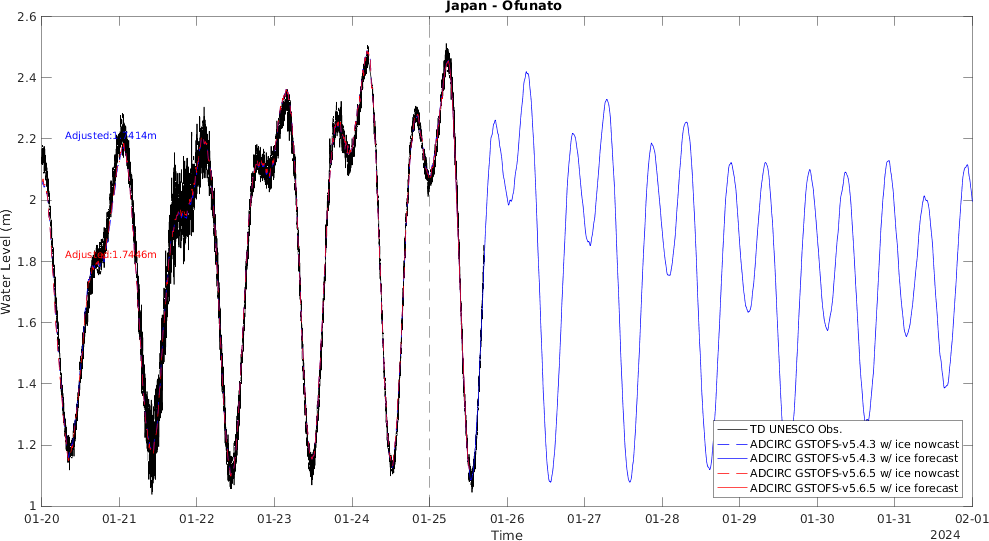 Japan - Ofunato
2.6
2.4
2.2
2
1.8
1.6
1.4
1.2
1
Water Level (m)
Adjusted:1.7414m
Adjusted:1.7446m
TD UNESCO Obs.
ADCIRC GSTOFS-v5.4.3 w/ ice nowcast
ADCIRC GSTOFS-v5.4.3 w/ ice forecast
ADCIRC GSTOFS-v5.6.5 w/ ice nowcast
ADCIRC GSTOFS-v5.6.5 w/ ice forecast
01-20 01-21 01-22 01-23 01-24 01-25 01-26 01-27 01-28 01-29 01-30 01-31 02-01
Time
2024